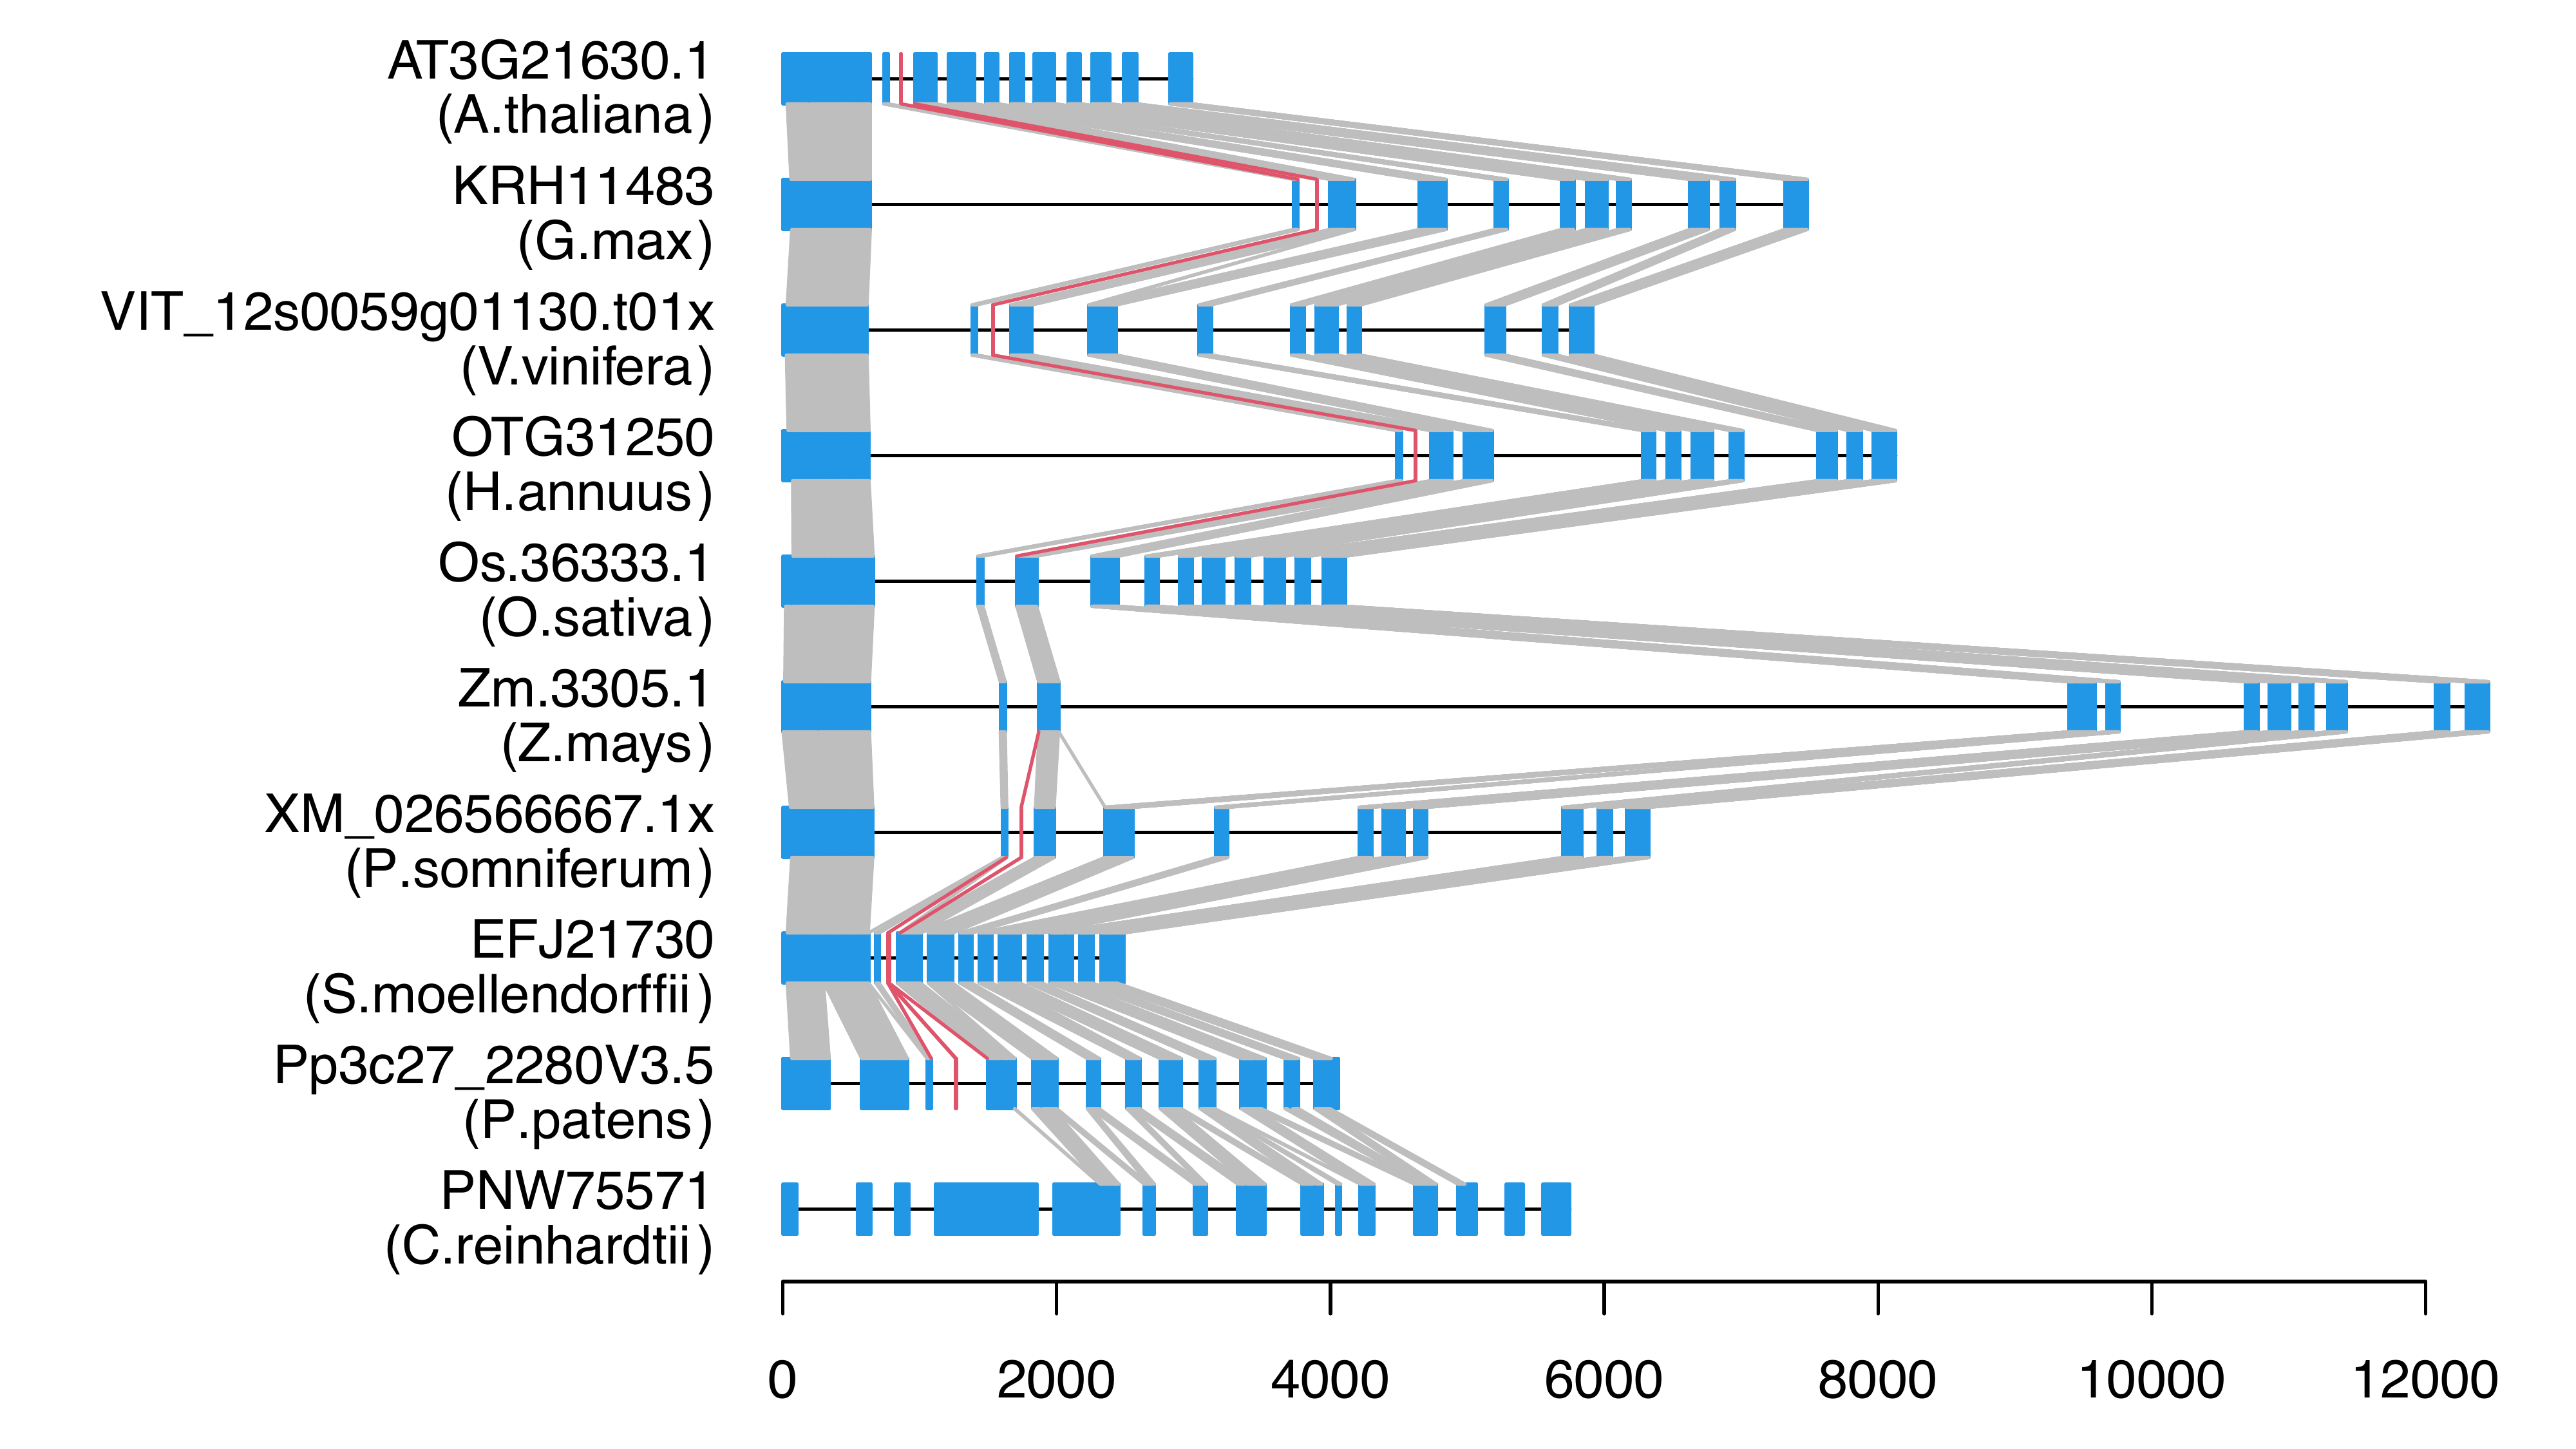 AT3G21630.1
(A.thaliana)
KRH11483
(G.max)
VIT_12s0059g01130.t01x
(V.vinifera)
OTG31250
(H.annuus)
Os.36333.1
(O.sativa)
Zm.3305.1
(Z.mays)
XM_026566667.1x
(P.somniferum)
EFJ21730
(S.moellendorffii)
Pp3c27_2280V3.5
(P.patens)
PNW75571
(C.reinhardtii)
0 2000 4000 6000 8000 10000 12000